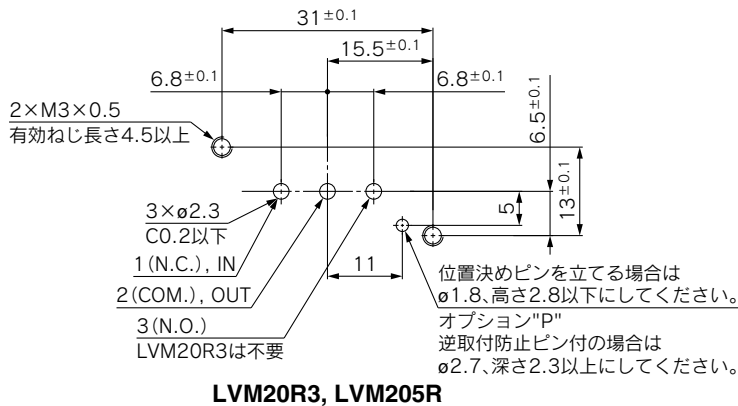 31±0.1
15.5±0.1
6.8±0.1
6.8±0.1
6.5±0.1
13±0.1
2×M3×0.5
有効ねじ長さ4.5以上
3×ø2.3
C0.2以下
5
1(N.C.), IN
11
2(COM.), OUT
3(N.O.)
LVM20R3は不要
位置決めピンを立てる場合は
ø1.8、高さ2.8以下にしてください。
オプション"P"
逆取付防止ピン付の場合は
ø2.7、深さ2.3以上にしてください。
LVM20R3, LVM205R